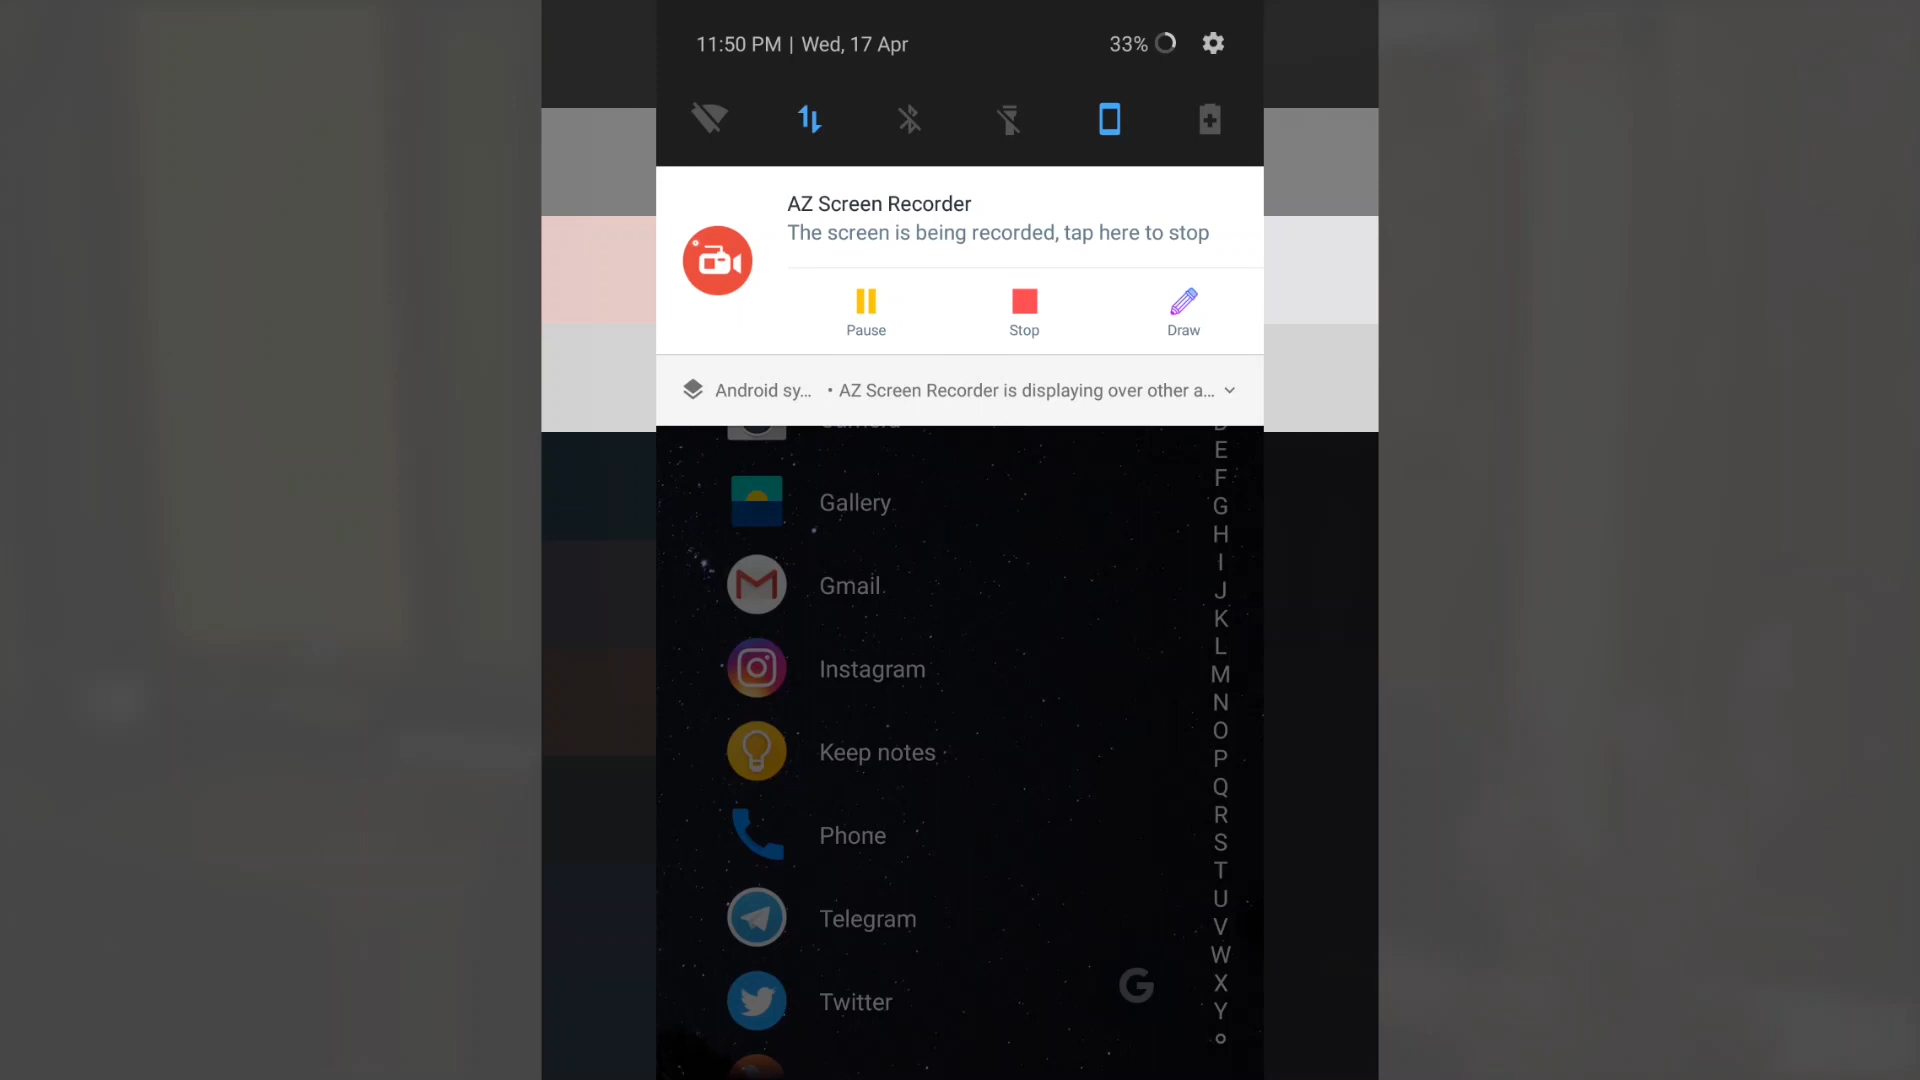 11:50 PM | Wed, 17 Apr 33%
AZ Screen Recorder
The screen is being recorded, tap here to stop
Pause Stop Draw
Android sy... • AZ Screen Recorder is displaying over other a...
E
F
Gallery
G
H
I
Gmail
J
K
L
Instagram
M
N
O
Keep notes
P
Q
R
Phone
S
T
U
Telegram
V
W
X
G
Twitter
Y